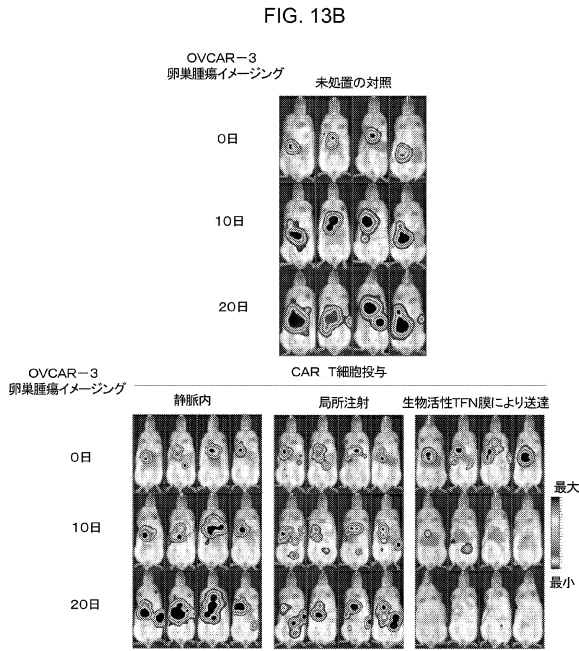 FIG. 13B
OVCAR-3
卵巣腫瘍イメージング
未処置の対照
0日
10日
20日
OVCAR-3
卵巣腫瘍イメージング
CAR T細胞投与
静脈内
局所注射
生物活性TFN膜により送達
0日
10日
20日
最大
最小